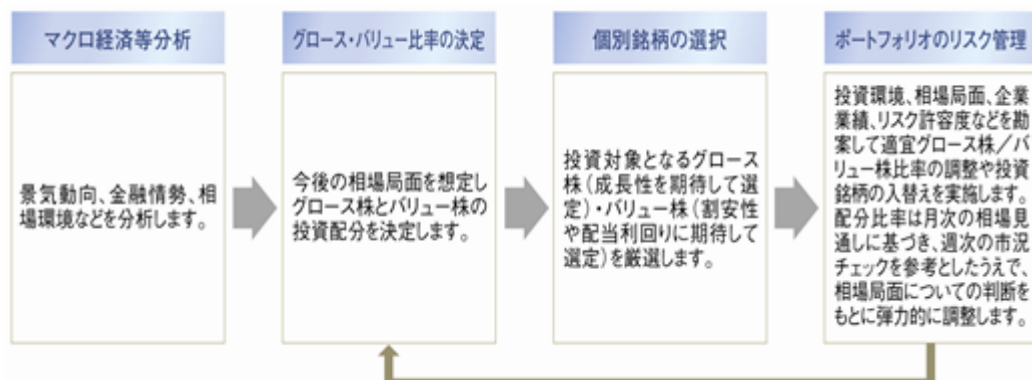 マクロ経済等分析
景気動向、金融情勢、相
場環境などを分析します。
グロース・バリュー比率の決定
今後の相場局面を想定し
グロース株とバリュー株の
投資配分を決定します。
個別銘柄の選択
投資対象となるグロース
株（成長性を期待して選
定）・バリュー株（割安性
や配当利回りに期待して
選定）を厳選します。
ポートフォリオのリスク管理
投資環境、相場局面、企業
業績、リスク許容度などを勘
案して適宜グロース株／バ
リュー株比率の調整や投資
銘柄の入替えを実施します。
配分比率は月次の相場見
通しに基づき、週次の市況
チェックを参考としたうえで、
相場局面についての判断を
もとに弾力的に調整します。